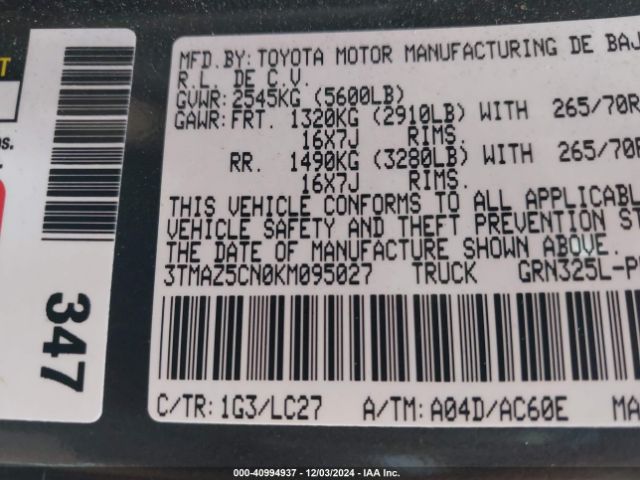 MFD.BY: TOYOTA MOTOR MANUFACTURING DE BAJ
R.L. DE C.V.
GVWR: 2545KG (5600LB)
GAWR: FRT. 1320KG (2910LB) WITH 265/70R
16X7J RIMS.
RR. 1490KG (3280LB) WITH 265/70R
16X7J RIMS.
THIS VEHICLE CONFORMS TO ALL APPLICABLE
VEHICLE SAFETY AND THEFT PREVENTION ST
THE DATE OF MANUFACTURE SHOWN ABOVE.
3TMAZ5CN0KM095027 TRUCK GRN325L-P
C/TR: 1G3/LC27 A/TM: A04D/AC60E MA
347
000-40994937 - 12/03/2024 - IAA Inc.